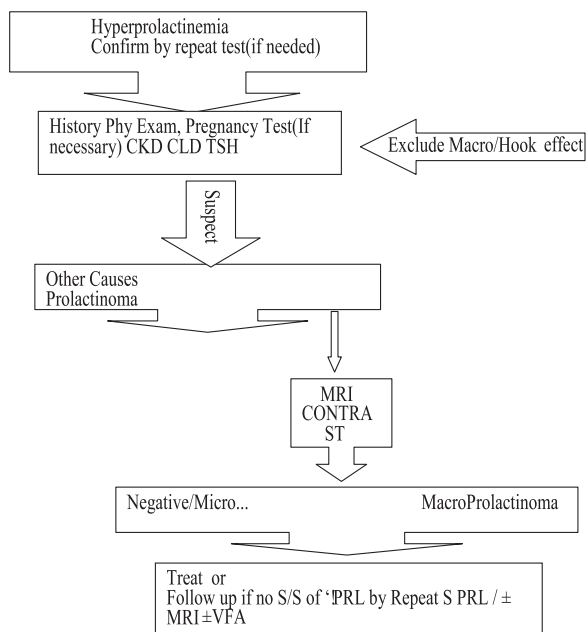 Hyperprolactinemia
Confirm by repeat test(if needed)
History Phy Exam, Pregnancy Test(If
necessary) CKD CLD TSH
Exclude Macro/Hook effect
Suspect
Other Causes
Prolactinoma
MRI
CONTRA
ST
Negative/Micro... MacroProlactinoma
Treat or
Follow up if no S/S of PRL by Repeat S PRL / ±
MRI ±VFA